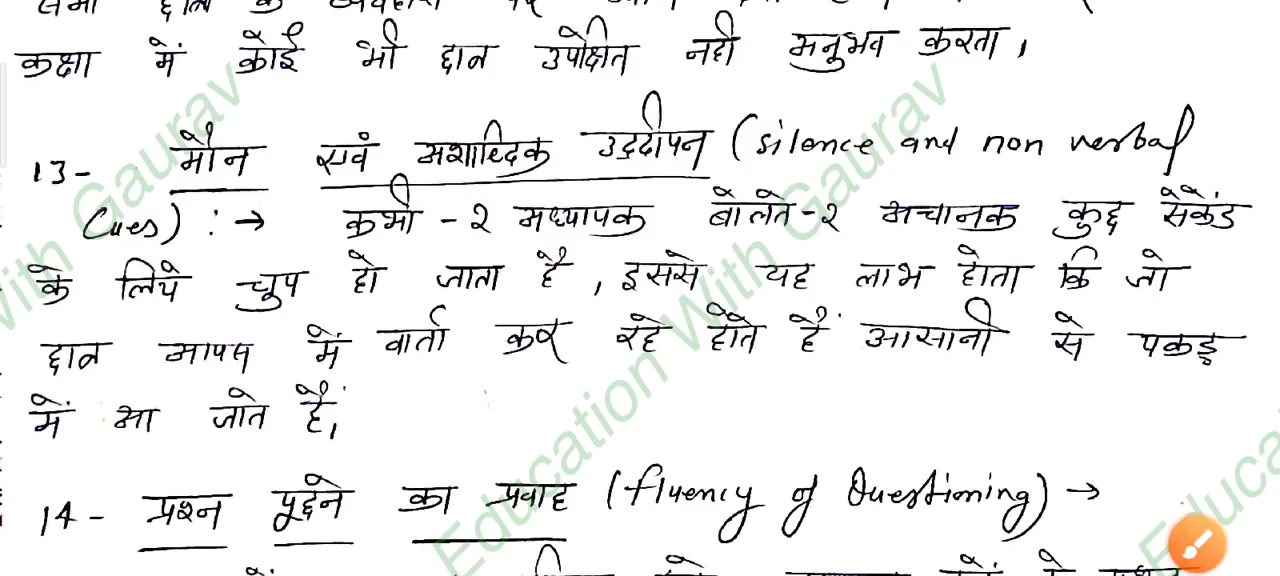 कक्षा में कोई भी छात्र उपेक्षित नही अनुभव करता,
13- मौन एवं अशाब्दिक उद्दीपन (silence and non verbal
Cues) :→ कभी-२ अध्यापक बोलते-२ अचानक कुछ सेकेंड
के लिये चुप हो जाता है, इससे यह लाभ होता कि जो
छात्र आपस में वार्ता कर रहे होते हैं आसानी से पकड़
में आ जाते हैं,
14- प्रश्न पूछने का प्रवाह (fluency of Questioning) →
Education With Gaurav